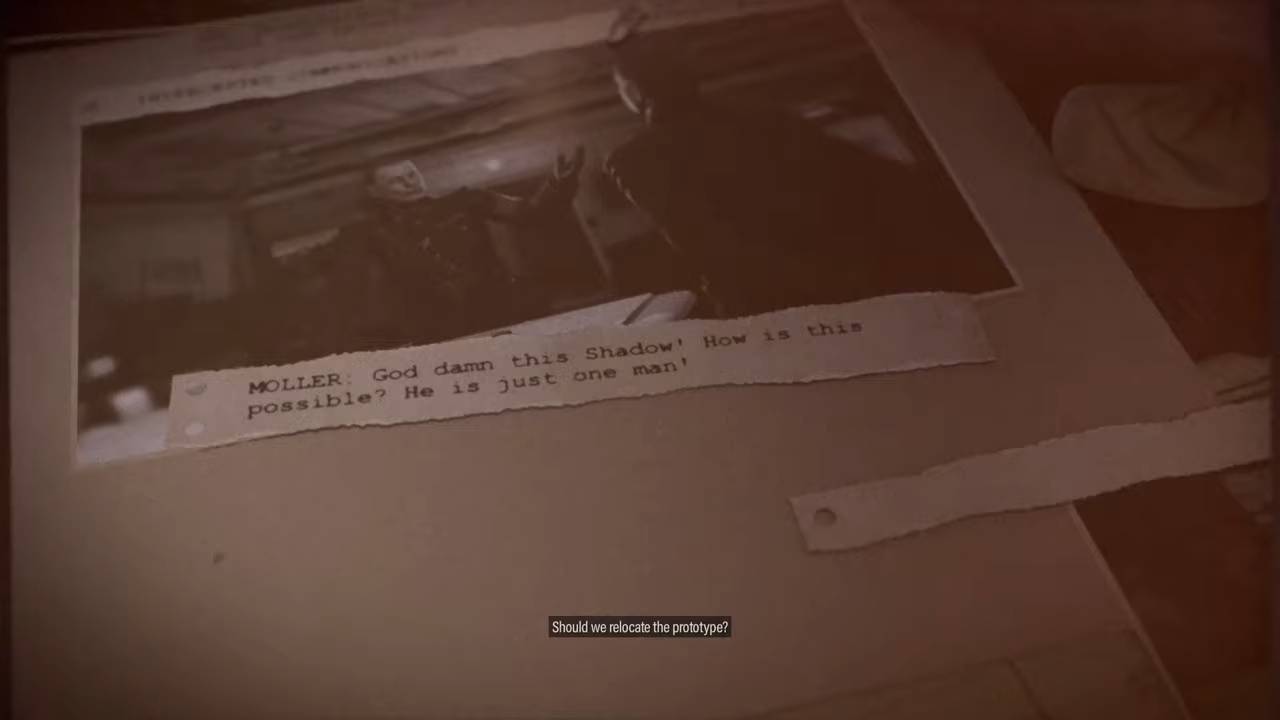 MOLLER: God damn this Shadow! How is this
possible? He is just one man!
Should we relocate the prototype?